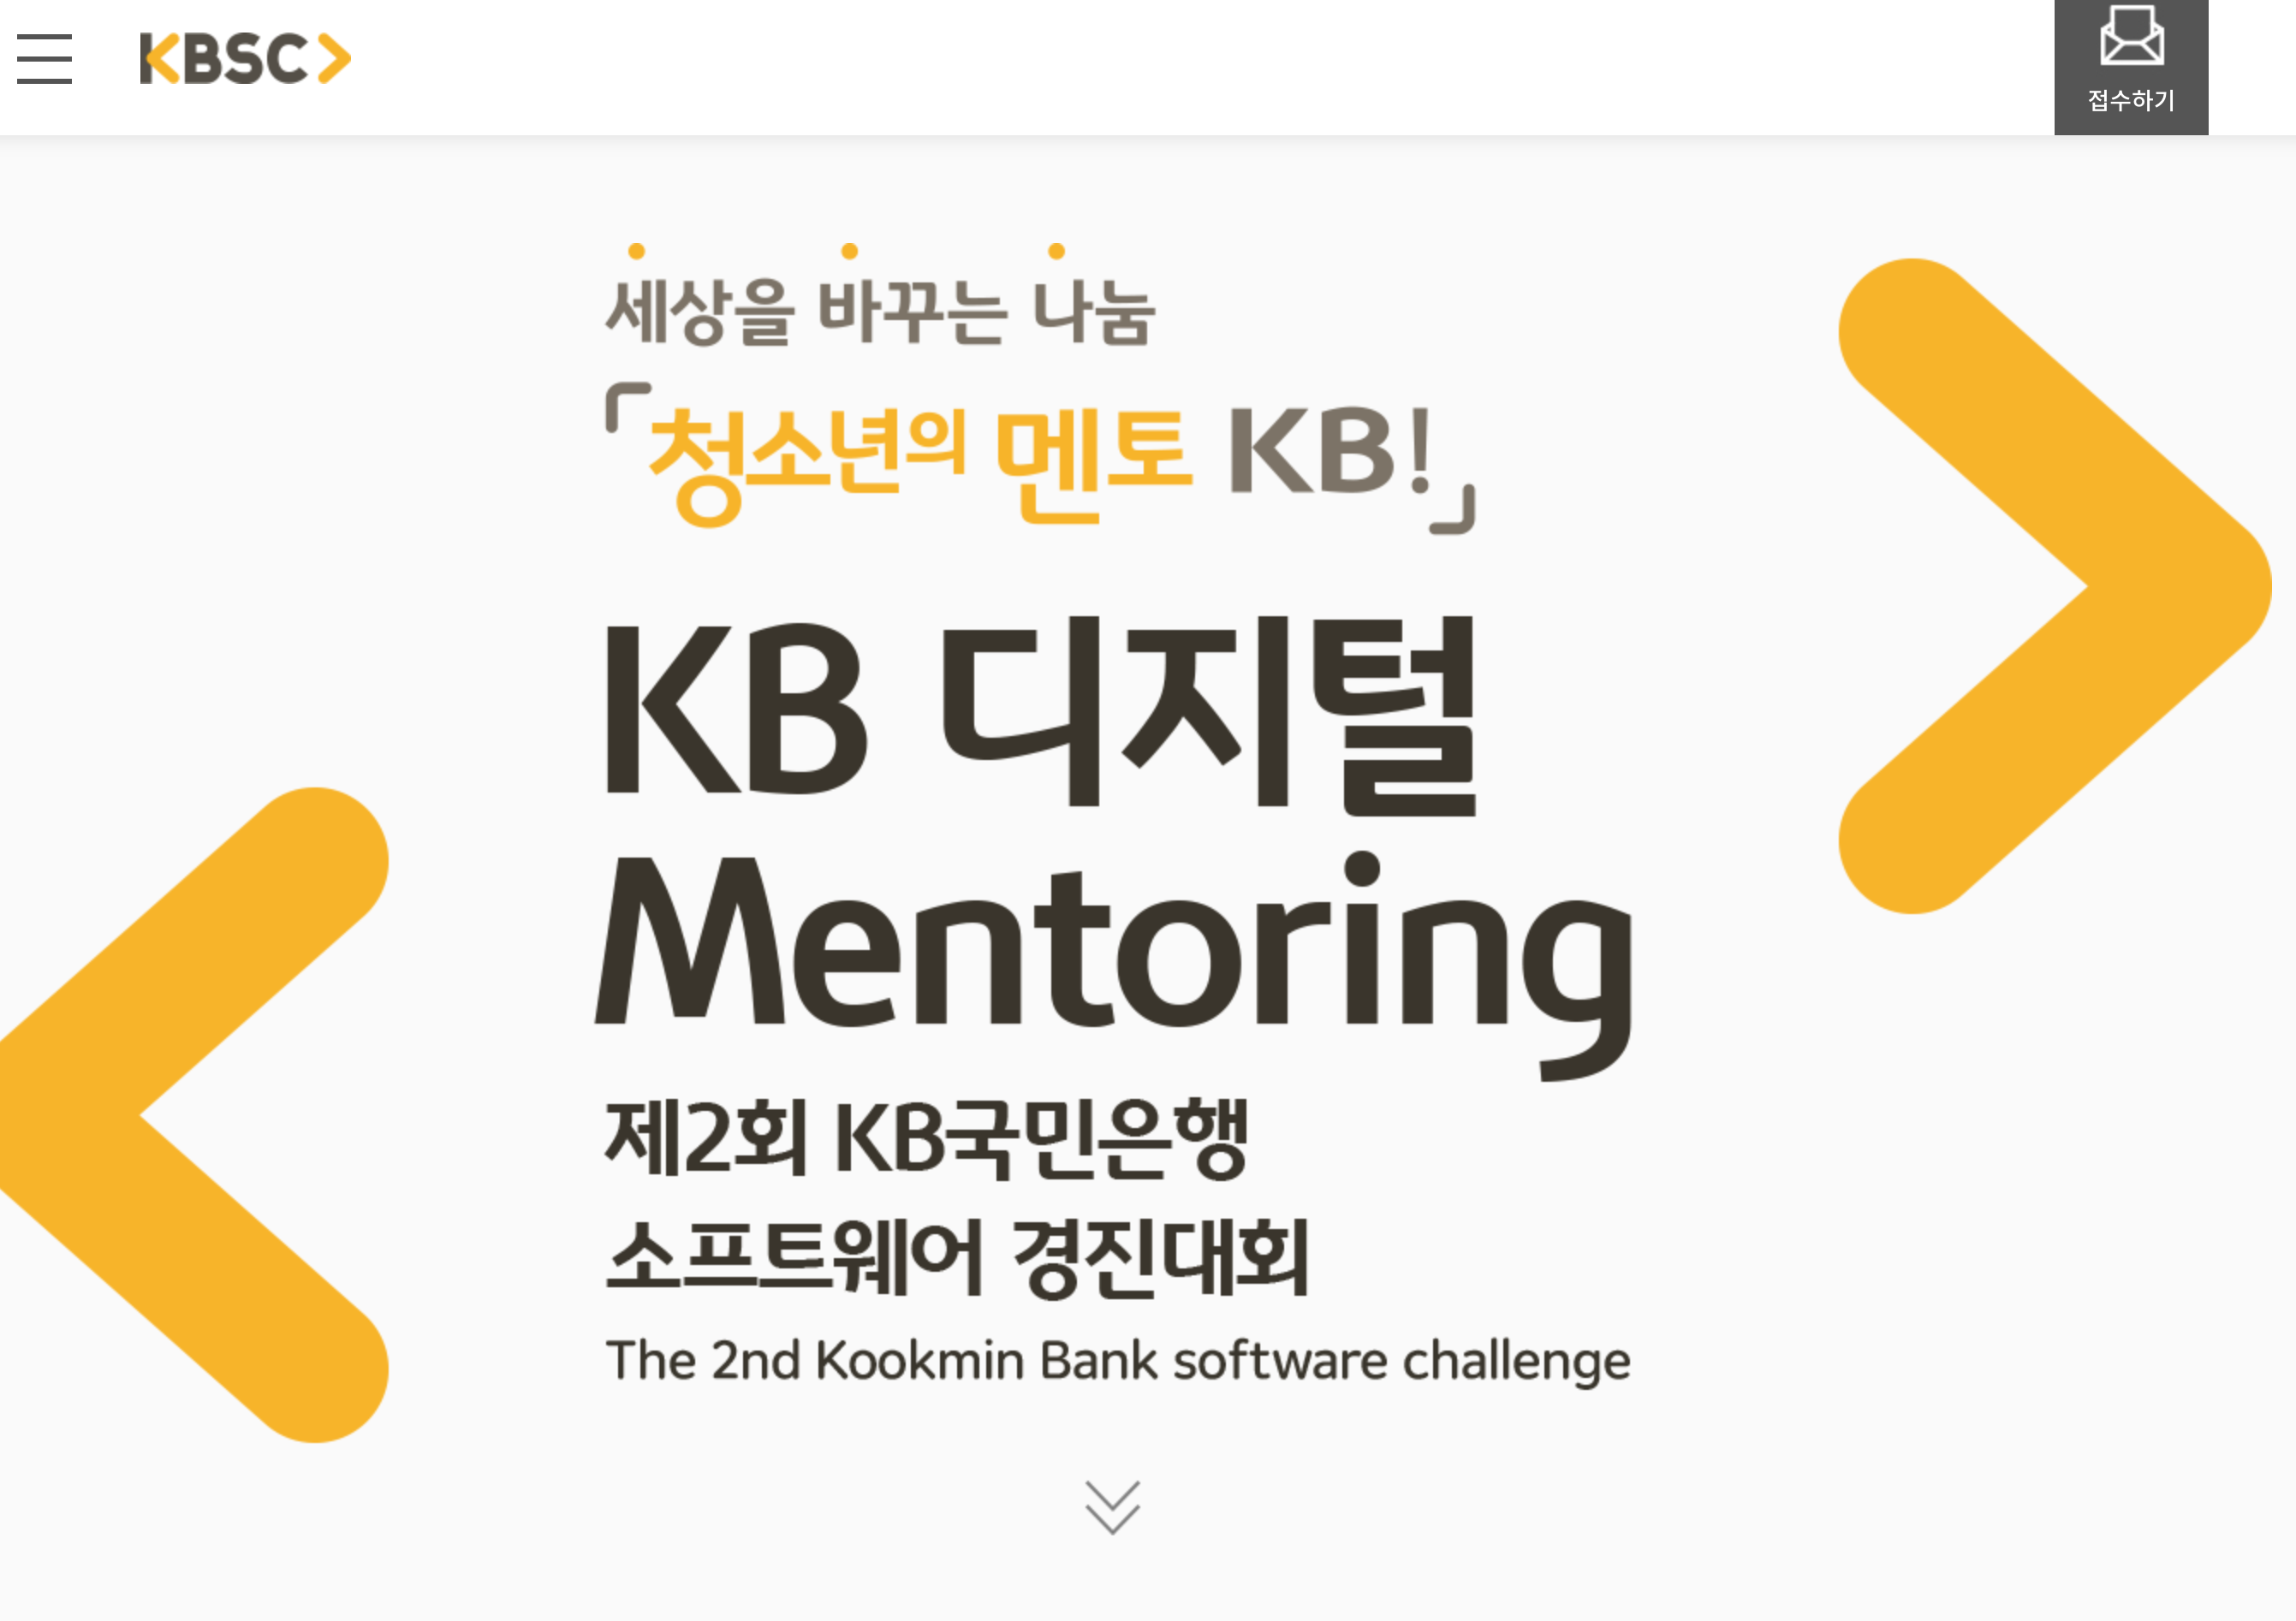 KBSC
접수하기
세상을 바꾸는 나눔
「청소년의 멘토 KB!」
KB 디지털
Mentoring
제2회 KB국민은행
소프트웨어 경진대회
The 2nd Kookmin Bank software challenge